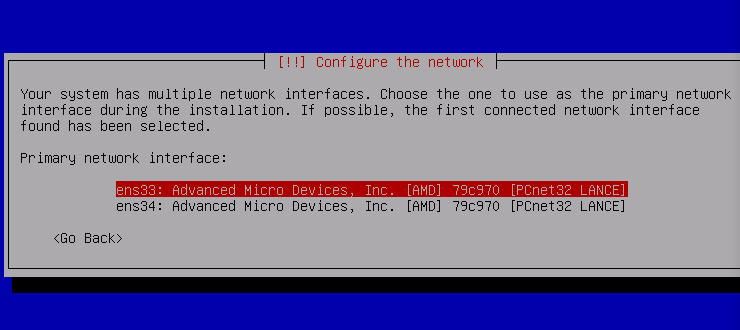 [!!] Configure the network
Your system has multiple network interfaces. Choose the one to use as the primary network
interface during the installation. If possible, the first connected network interface
found has been selected.
Primary network interface:
ens33: Advanced Micro Devices, Inc. [AMD] 79c970 [PCnet32 LANCE]
ens34: Advanced Micro Devices, Inc. [AMD] 79c970 [PCnet32 LANCE]
<Go Back>